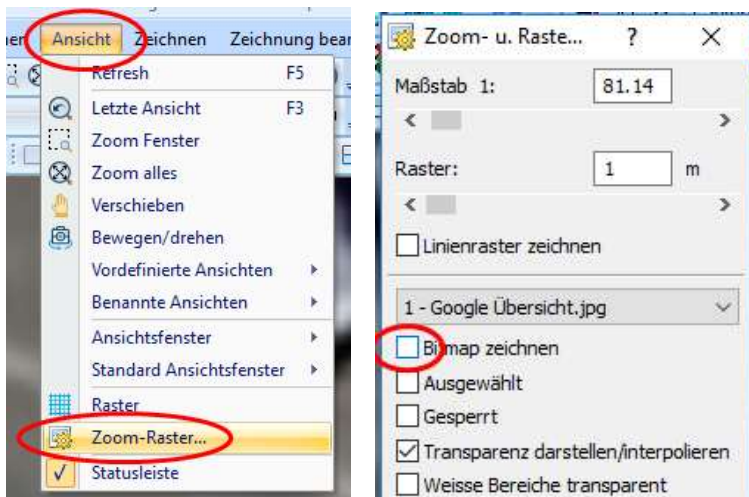 Ansicht Zeichnen Zeichnung bear
Refresh F5
Letzte Ansicht F3
Zoom Fenster
Zoom alles
Verschieben
Bewegen/drehen
Vordefinierte Ansichten
Benannte Ansichten
Ansichtsfenster
Standard Ansichtsfenster
Raster
Zoom-Raster...
Statusleiste
Zoom- u. Raste... ?
Maßstab 1: 81.14
Raster: 1 m
Linienraster zeichnen
1 - Google Übersicht.jpg
Bitmap zeichnen
Ausgewählt
Gesperrt
Transparenz darstellen/interpolieren
Weisse Bereiche transparent